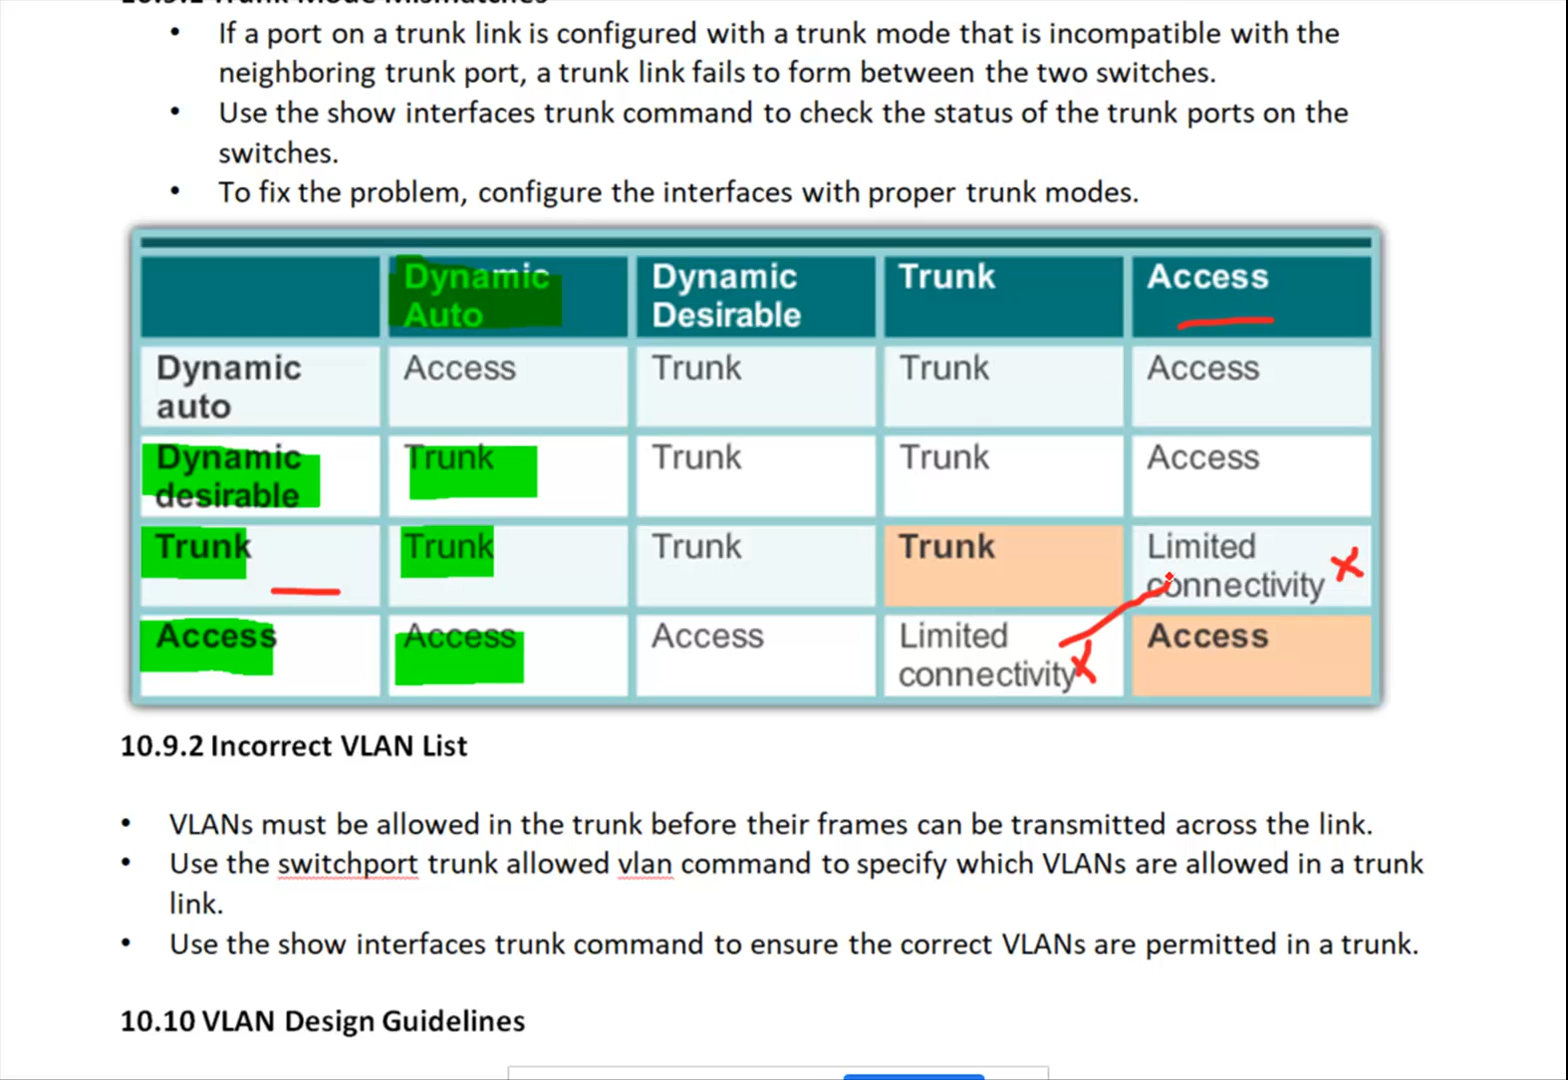 10.9.1 Trunk Mode Mismatches
• If a port on a trunk link is configured with a trunk mode that is incompatible with the
neighboring trunk port, a trunk link fails to form between the two switches.
• Use the show interfaces trunk command to check the status of the trunk ports on the
switches.
• To fix the problem, configure the interfaces with proper trunk modes.
Dynamic Auto Dynamic Desirable Trunk Access
Dynamic auto Access Trunk Trunk Access
Dynamic desirable Trunk Trunk Trunk Access
Trunk Trunk Trunk Trunk Limited connectivity
Access Access Access Limited connectivity Access
10.9.2 Incorrect VLAN List
• VLANs must be allowed in the trunk before their frames can be transmitted across the link.
• Use the switchport trunk allowed vlan command to specify which VLANs are allowed in a trunk
link.
• Use the show interfaces trunk command to ensure the correct VLANs are permitted in a trunk.
10.10 VLAN Design Guidelines